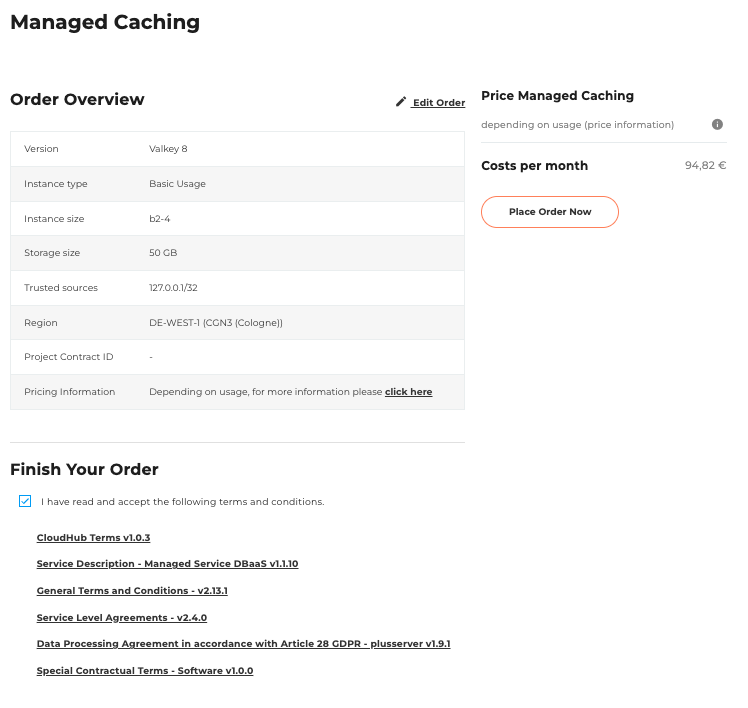 Managed Caching
Order Overview
Edit Order
Version Valkey 8
Instance type Basic Usage
Instance size b2-4
Storage size 50 GB
Trusted sources 127.0.0.1/32
Region DE-WEST-1 (CGN3 (Cologne))
Project Contract ID -
Pricing Information Depending on usage, for more information please click here
Price Managed Caching
depending on usage (price information)
Costs per month 94,82 €
Place Order Now
Finish Your Order
I have read and accept the following terms and conditions.
CloudHub Terms v1.0.3
Service Description - Managed Service DBaaS v1.1.10
General Terms and Conditions - v2.13.1
Service Level Agreements - v2.4.0
Data Processing Agreement in accordance with Article 28 GDPR - plusserver v1.9.1
Special Contractual Terms - Software v1.0.0